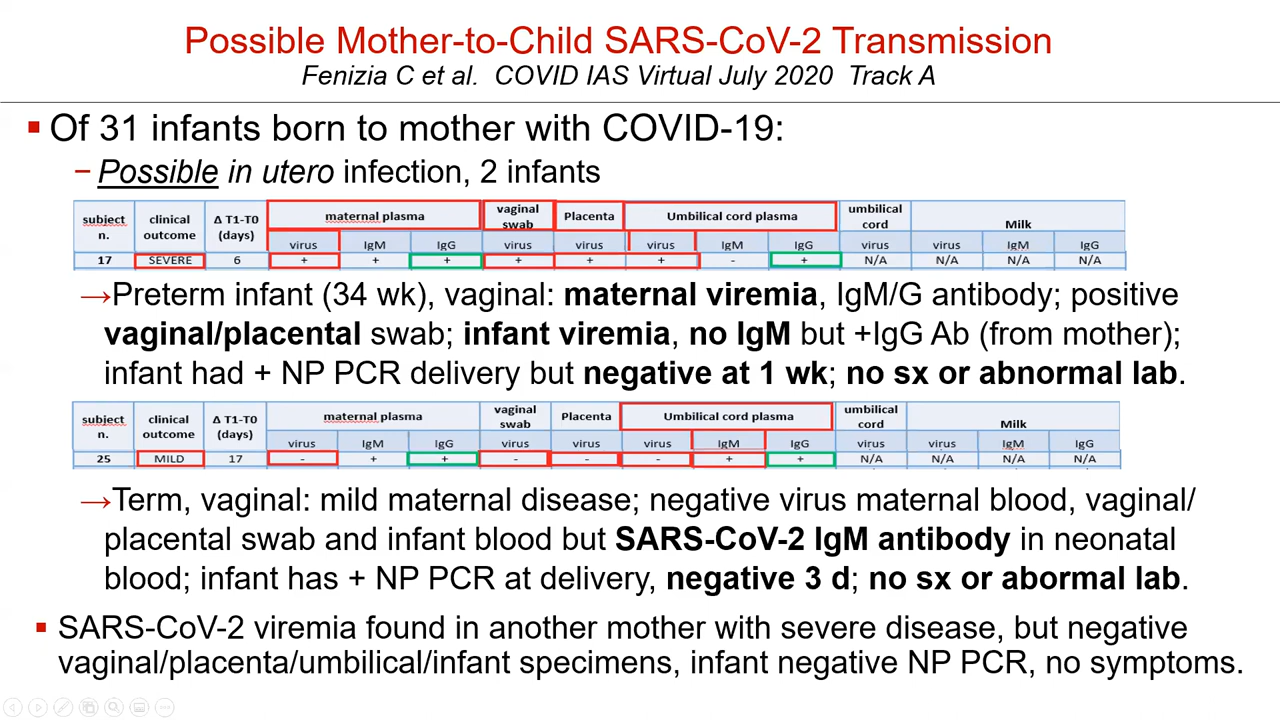 Possible Mother-to-Child SARS-CoV-2 Transmission
Fenizia C et al. COVID IAS Virtual July 2020 Track A
▪ Of 31 infants born to mother with COVID-19:
− Possible in utero infection, 2 infants
subject n. clinical outcome Δ T1-T0 (days) maternal plasma vaginal swab Placenta Umbilical cord plasma umbilical cord Milk
virus IgM IgG virus virus virus IgM IgG virus virus IgM IgG
17 SEVERE 6 + + + + + + - + N/A N/A N/A N/A
→Preterm infant (34 wk), vaginal: maternal viremia, IgM/G antibody; positive
vaginal/placental swab; infant viremia, no IgM but +IgG Ab (from mother);
infant had + NP PCR delivery but negative at 1 wk; no sx or abnormal lab.
subject n. clinical outcome Δ T1-T0 (days) maternal plasma vaginal swab Placenta Umbilical cord plasma umbilical cord Milk
virus IgM IgG virus virus virus IgM IgG virus virus IgM IgG
25 MILD 17 - + + - - - + + N/A N/A N/A N/A
→Term, vaginal: mild maternal disease; negative virus maternal blood, vaginal/
placental swab and infant blood but SARS-CoV-2 IgM antibody in neonatal
blood; infant has + NP PCR at delivery, negative 3 d; no sx or abormal lab.
▪ SARS-CoV-2 viremia found in another mother with severe disease, but negative
vaginal/placenta/umbilical/infant specimens, infant negative NP PCR, no symptoms.